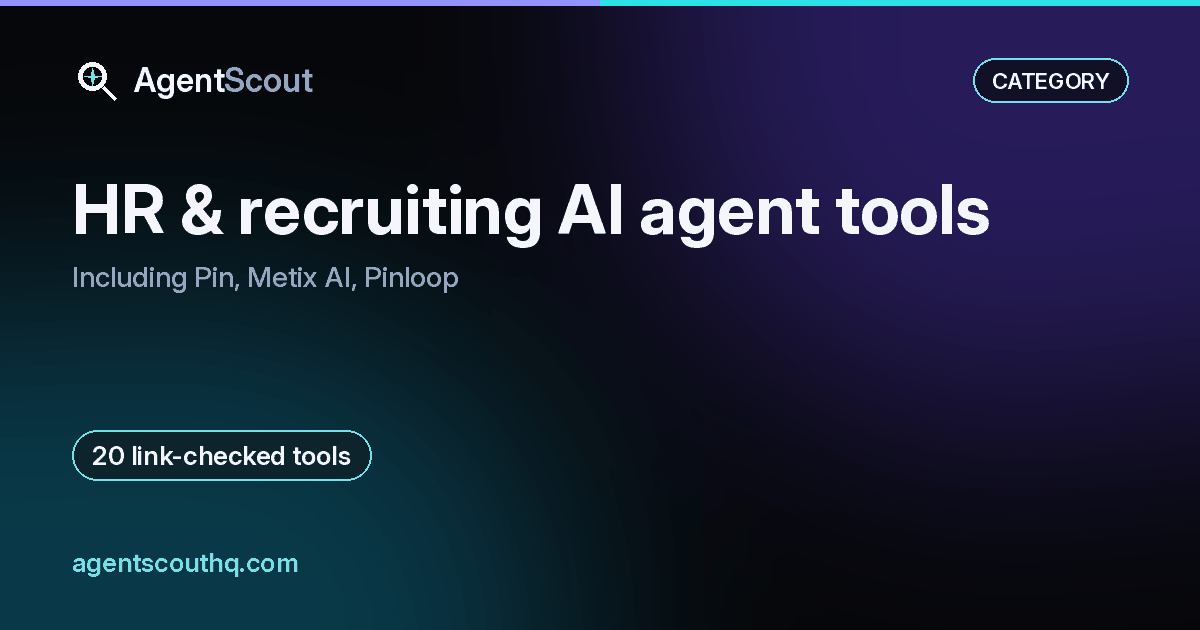 AgentScout
CATEGORY
HR & recruiting AI agent tools
Including Pin, Metix AI, Pinloop
20 link-checked tools
agentscouthq.com